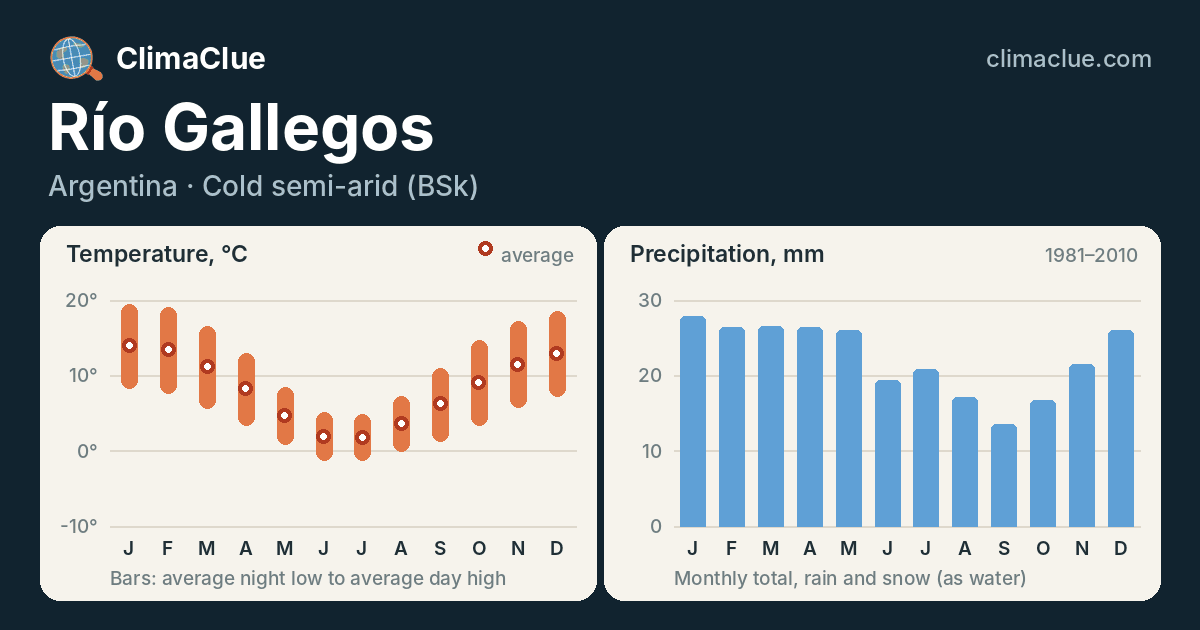 ClimaClue
climaclue.com
Río Gallegos
Argentina · Cold semi-arid (BSk)
Temperature, °C
average
20°
10°
0°
-10°
J F M A M J J A S O N D
Bars: average night low to average day high
Precipitation, mm
1981–2010
30
20
10
0
J F M A M J J A S O N D
Monthly total, rain and snow (as water)